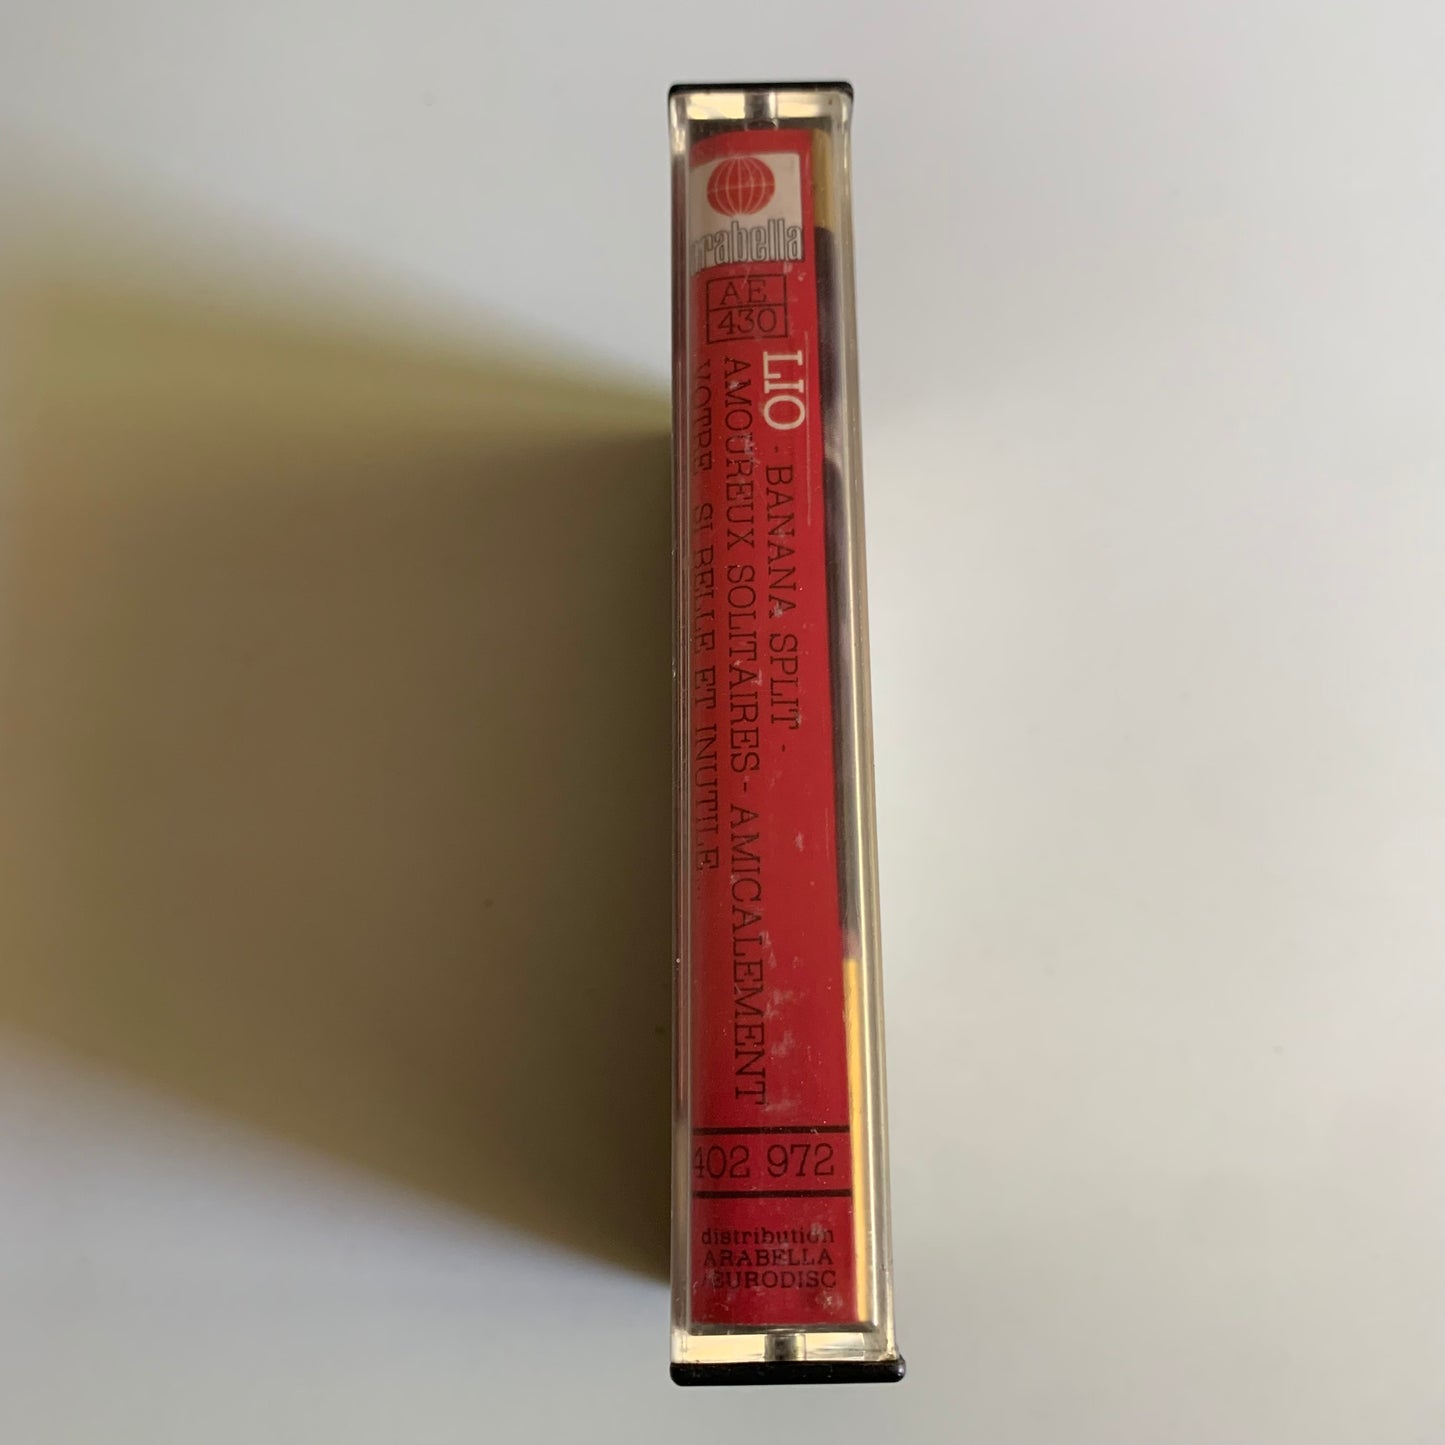 arabella
AE
430
LIO - BANANA SPLIT -
AMOUREUX SOLITAIRES - AMICALEMENT
VOTRE - SI BELLE ET INUTILE...
402 972
distribution
ARABELLA
/EURODISC